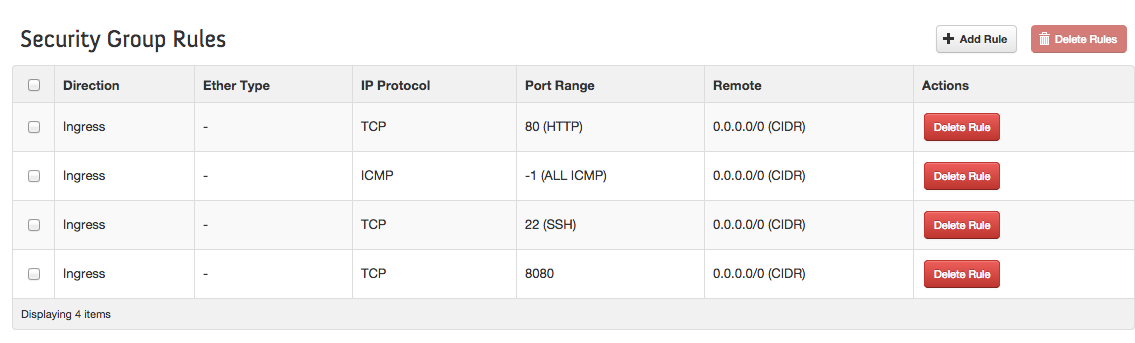 Security Group Rules + Add Rule Delete Rules
Direction Ether Type IP Protocol Port Range Remote Actions
Ingress - TCP 80 (HTTP) 0.0.0.0/0 (CIDR) Delete Rule
Ingress - ICMP -1 (ALL ICMP) 0.0.0.0/0 (CIDR) Delete Rule
Ingress - TCP 22 (SSH) 0.0.0.0/0 (CIDR) Delete Rule
Ingress - TCP 8080 0.0.0.0/0 (CIDR) Delete Rule
Displaying 4 items